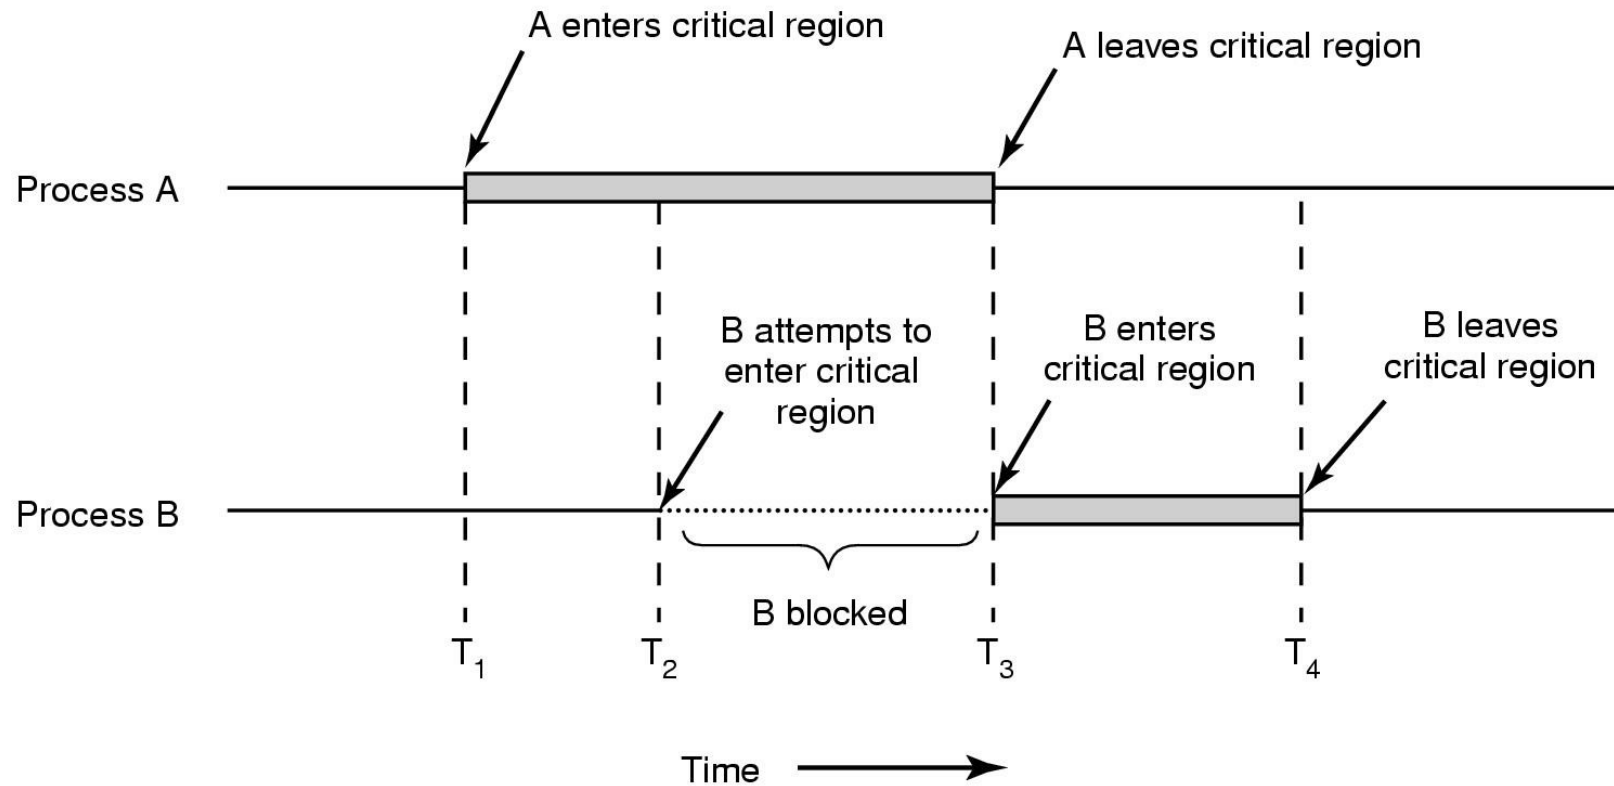 A enters critical region
A leaves critical region
Process A
B attempts to
enter critical
region
B enters
critical region
B leaves
critical region
Process B
B blocked
T1
T2
T3
T4
Time